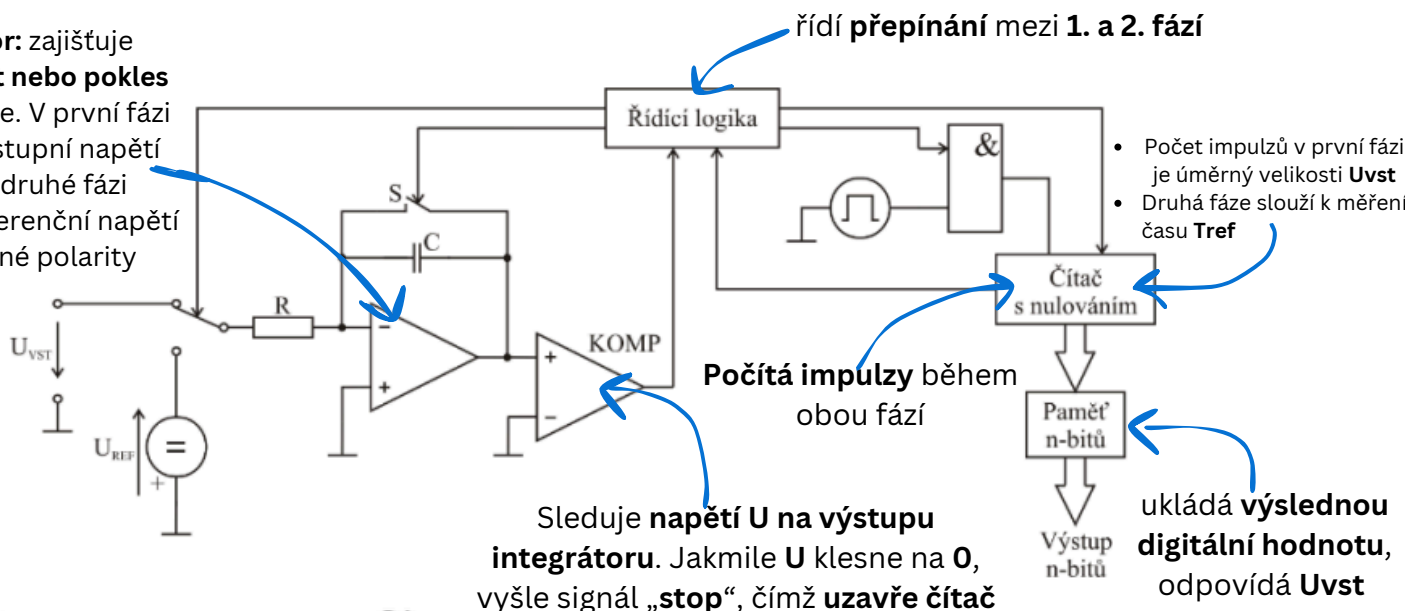 řídí přepínání mezi 1. a 2. fází
or: zajišťuje
t nebo pokles
e. V první fázi
stupní napětí
druhé fázi
erenční napětí
né polarity
Řídící logika
&
• Počet impulzů v první fázi
je úměrný velikosti Uvst
• Druhá fáze slouží k měření
času Tref
S
C
R
Čítač
s nulováním
U_VST
−
+
KOMP
+
−
Počítá impulzy během
obou fází
Paměť
n-bitů
U_REF
=
+
Sleduje napětí U na výstupu
integrátoru. Jakmile U klesne na 0,
vyšle signál „stop“, čímž uzavře čítač
Výstup
n-bitů
ukládá výslednou
digitální hodnotu,
odpovídá Uvst